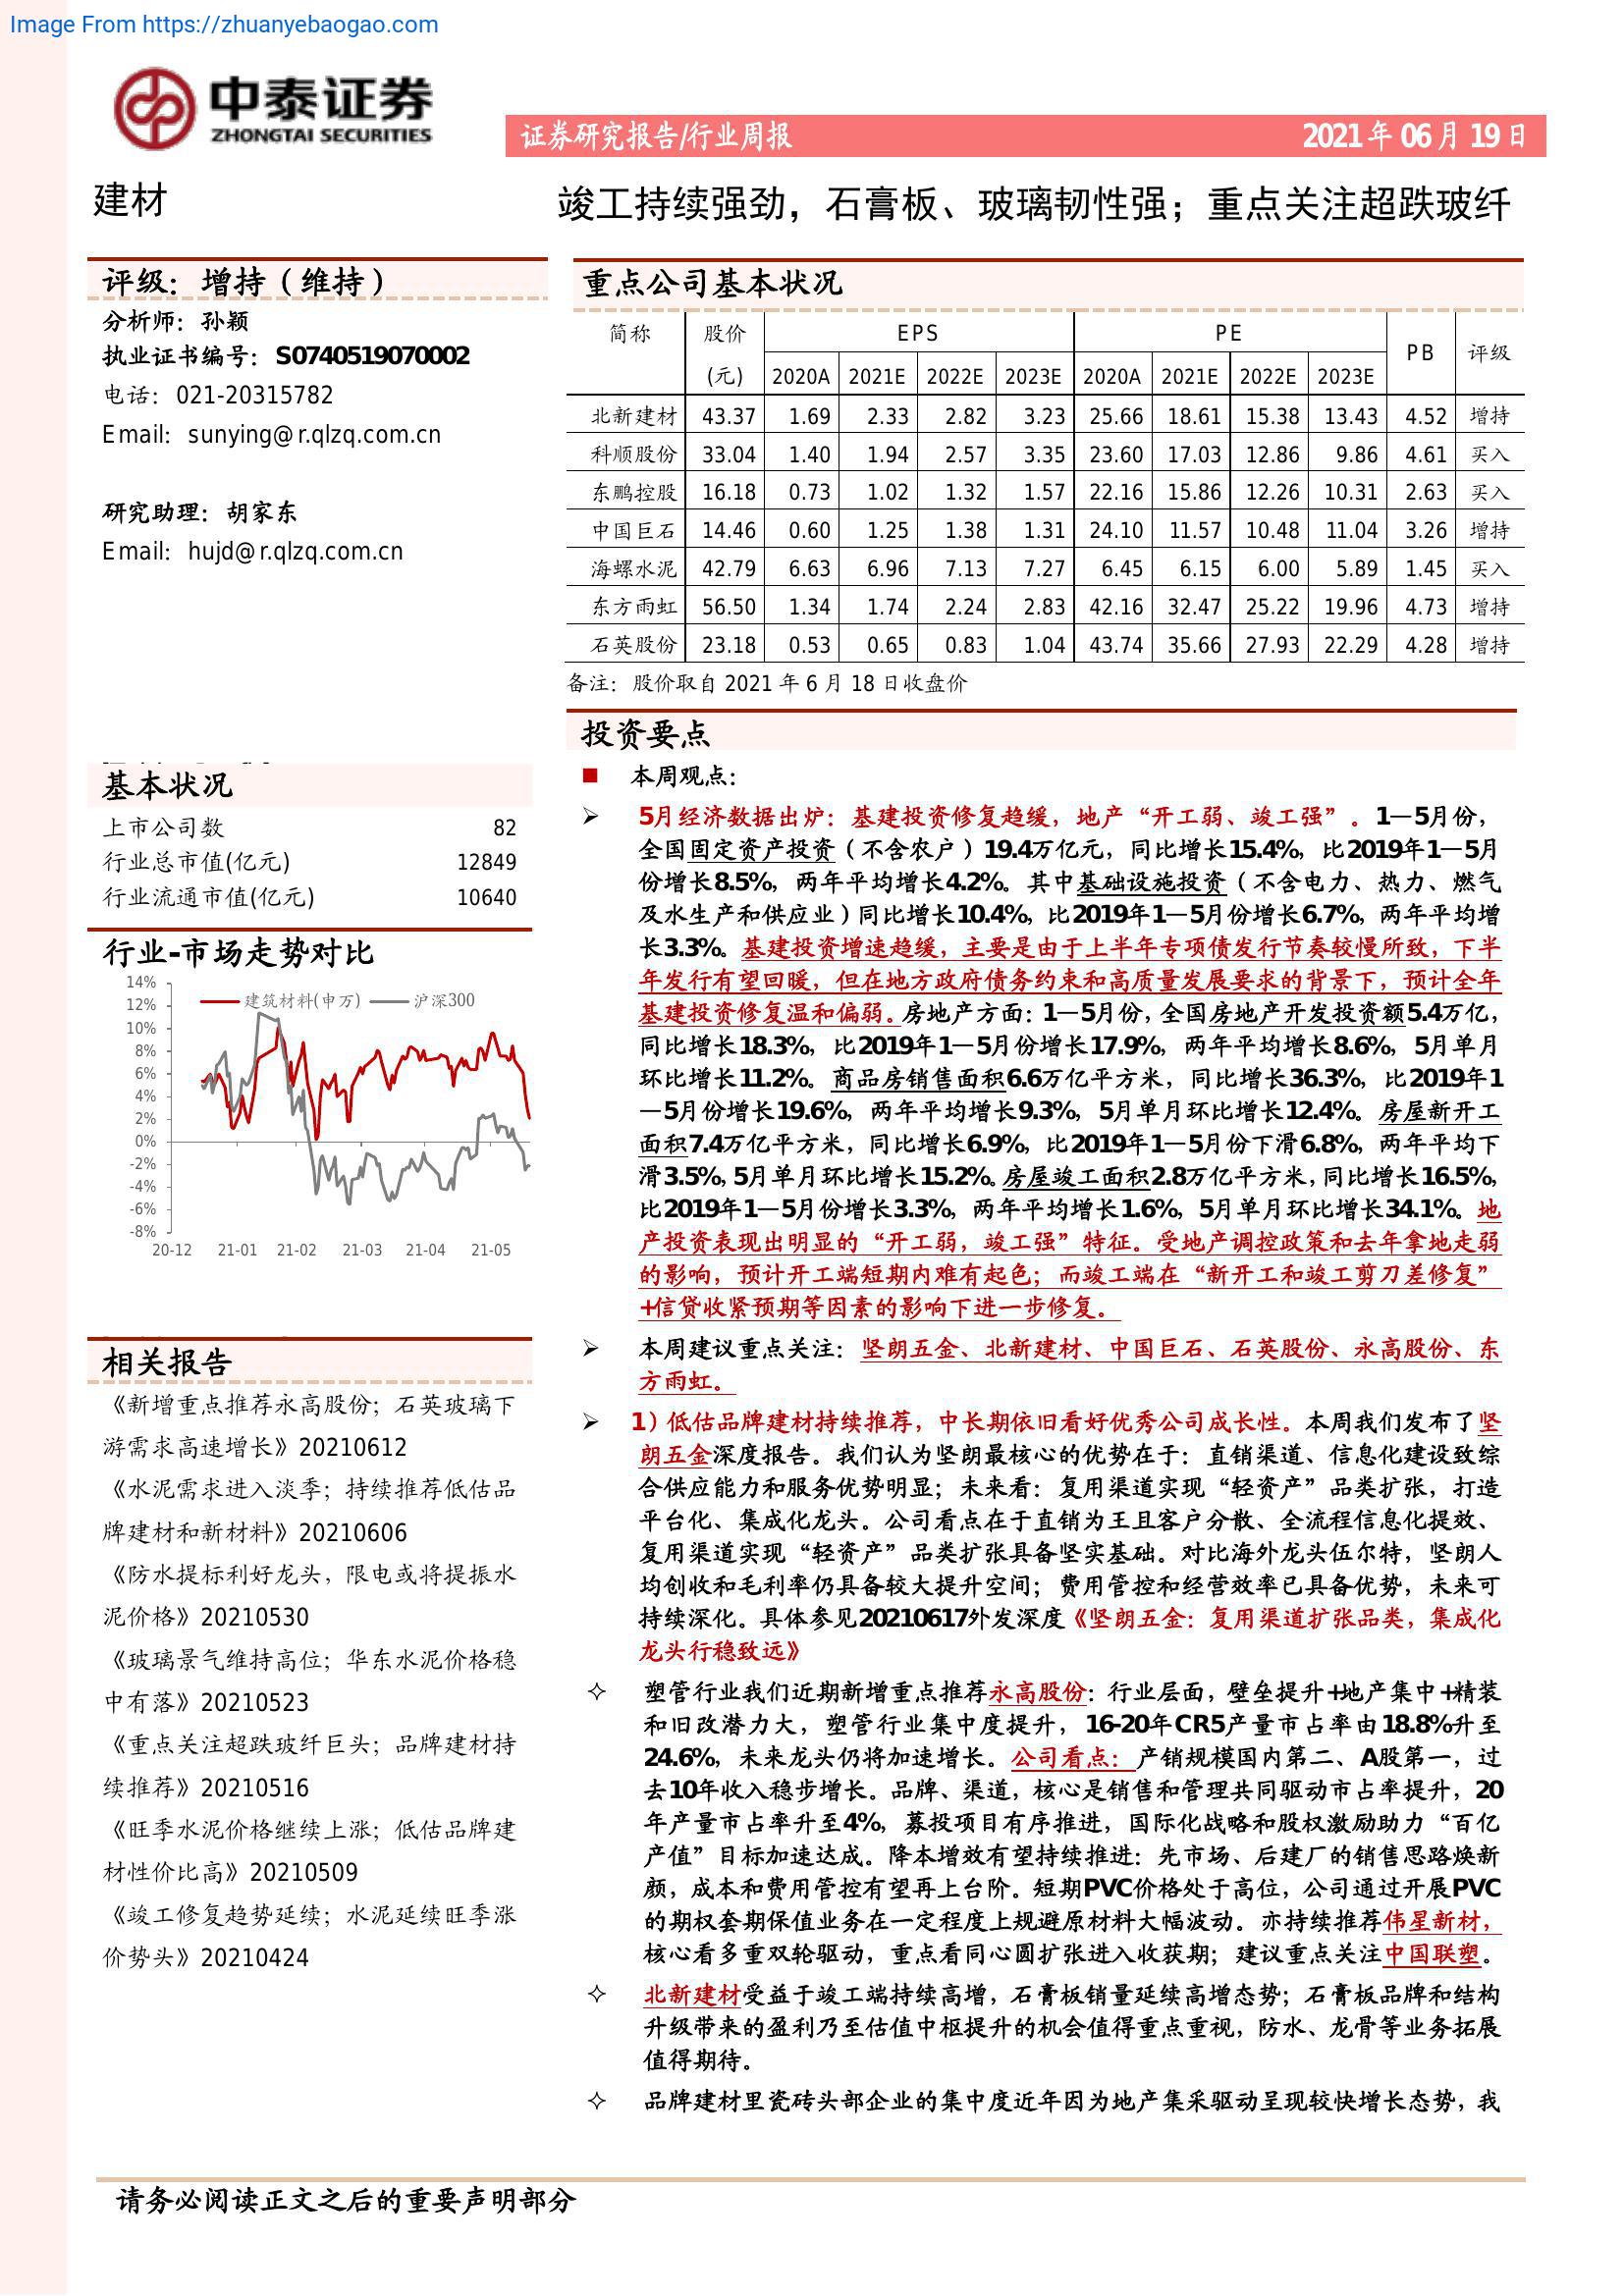 Image From https://zhuanyebaogao.com
中泰证券
ZHONGTAI SECURITIES
证券研究报告/行业周报 2021年06月19日
建材
竣工持续强劲，石膏板、玻璃韧性强；重点关注超跌玻纤
评级：增持（维持）
分析师：孙颖
执业证书编号：S0740519070002
电话：021-20315782
Email：sunying@r.qlzq.com.cn
研究助理：胡家东
Email：hujd@r.qlzq.com.cn
基本状况
上市公司数 82
行业总市值(亿元) 12849
行业流通市值(亿元) 10640
行业-市场走势对比
建筑材料(申万) 沪深300
14%
12%
10%
8%
6%
4%
2%
0%
-2%
-4%
-6%
-8%
20-12 21-01 21-02 21-03 21-04 21-05
相关报告
《新增重点推荐永高股份；石英玻璃下
游需求高速增长》20210612
《水泥需求进入淡季；持续推荐低估品
牌建材和新材料》20210606
《防水提标利好龙头，限电或将提振水
泥价格》20210530
《玻璃景气维持高位；华东水泥价格稳
中有落》20210523
《重点关注超跌玻纤巨头；品牌建材持
续推荐》20210516
《旺季水泥价格继续上涨；低估品牌建
材性价比高》20210509
《竣工修复趋势延续；水泥延续旺季涨
价势头》20210424
重点公司基本状况
简称 股价 EPS PE PB 评级
(元) 2020A 2021E 2022E 2023E 2020A 2021E 2022E 2023E
北新建材 43.37 1.69 2.33 2.82 3.23 25.66 18.61 15.38 13.43 4.52 增持
科顺股份 33.04 1.40 1.94 2.57 3.35 23.60 17.03 12.86 9.86 4.61 买入
东鹏控股 16.18 0.73 1.02 1.32 1.57 22.16 15.86 12.26 10.31 2.63 买入
中国巨石 14.46 0.60 1.25 1.38 1.31 24.10 11.57 10.48 11.04 3.26 增持
海螺水泥 42.79 6.63 6.96 7.13 7.27 6.45 6.15 6.00 5.89 1.45 买入
东方雨虹 56.50 1.34 1.74 2.24 2.83 42.16 32.47 25.22 19.96 4.73 增持
石英股份 23.18 0.53 0.65 0.83 1.04 43.74 35.66 27.93 22.29 4.28 增持
备注：股价取自2021年6月18日收盘价
投资要点
■ 本周观点：
➢ 5月经济数据出炉：基建投资修复趋缓，地产“开工弱、竣工强”。1—5月份，
全国固定资产投资（不含农户）19.4万亿元，同比增长15.4%，比2019年1—5月
份增长8.5%，两年平均增长4.2%。其中基础设施投资（不含电力、热力、燃气
及水生产和供应业）同比增长10.4%，比2019年1—5月份增长6.7%，两年平均增
长3.3%。基建投资增速趋缓，主要是由于上半年专项债发行节奏较慢所致，下半
年发行有望回暖，但在地方政府债务约束和高质量发展要求的背景下，预计全年
基建投资修复温和偏弱。房地产方面：1—5月份，全国房地产开发投资额5.4万亿，
同比增长18.3%，比2019年1—5月份增长17.9%，两年平均增长8.6%，5月单月
环比增长11.2%。商品房销售面积6.6万亿平方米，同比增长36.3%，比2019年1
—5月份增长19.6%，两年平均增长9.3%，5月单月环比增长12.4%。房屋新开工
面积7.4万亿平方米，同比增长6.9%，比2019年1—5月份下滑6.8%，两年平均下
滑3.5%，5月单月环比增长15.2%。房屋竣工面积2.8万亿平方米，同比增长16.5%，
比2019年1—5月份增长3.3%，两年平均增长1.6%，5月单月环比增长34.1%。地
产投资表现出明显的“开工弱，竣工强”特征。受地产调控政策和去年拿地走弱
的影响，预计开工端短期内难有起色；而竣工端在“新开工和竣工剪刀差修复”
+信贷收紧预期等因素的影响下进一步修复。
➢ 本周建议重点关注：坚朗五金、北新建材、中国巨石、石英股份、永高股份、东
方雨虹。
➢ 1）低估品牌建材持续推荐，中长期依旧看好优秀公司成长性。本周我们发布了坚
朗五金深度报告。我们认为坚朗最核心的优势在于：直销渠道、信息化建设致综
合供应能力和服务优势明显；未来看：复用渠道实现“轻资产”品类扩张，打造
平台化、集成化龙头。公司看点在于直销为王且客户分散、全流程信息化提效、
复用渠道实现“轻资产”品类扩张具备坚实基础。对比海外龙头伍尔特，坚朗人
均创收和毛利率仍具备较大提升空间；费用管控和经营效率已具备优势，未来可
持续深化。具体参见20210617外发深度《坚朗五金：复用渠道扩张品类，集成化
龙头行稳致远》
✧ 塑管行业我们近期新增重点推荐永高股份：行业层面，壁垒提升+地产集中+精装
和旧改潜力大，塑管行业集中度提升，16-20年CR5产量市占率由18.8%升至
24.6%，未来龙头仍将加速增长。公司看点：产销规模国内第二、A股第一，过
去10年收入稳步增长。品牌、渠道，核心是销售和管理共同驱动市占率提升，20
年产量市占率升至4%，募投项目有序推进，国际化战略和股权激励助力“百亿
产值”目标加速达成。降本增效有望持续推进：先市场、后建厂的销售思路焕新
颜，成本和费用管控有望再上台阶。短期PVC价格处于高位，公司通过开展PVC
的期权套期保值业务在一定程度上规避原材料大幅波动。亦持续推荐伟星新材，
核心看多重双轮驱动，重点看同心圆扩张进入收获期；建议重点关注中国联塑。
✧ 北新建材受益于竣工端持续高增，石膏板销量延续高增态势；石膏板品牌和结构
升级带来的盈利乃至估值中枢提升的机会值得重点重视，防水、龙骨等业务拓展
值得期待。
✧ 品牌建材里瓷砖头部企业的集中度近年因为地产集采驱动呈现较快增长态势，我
请务必阅读正文之后的重要声明部分